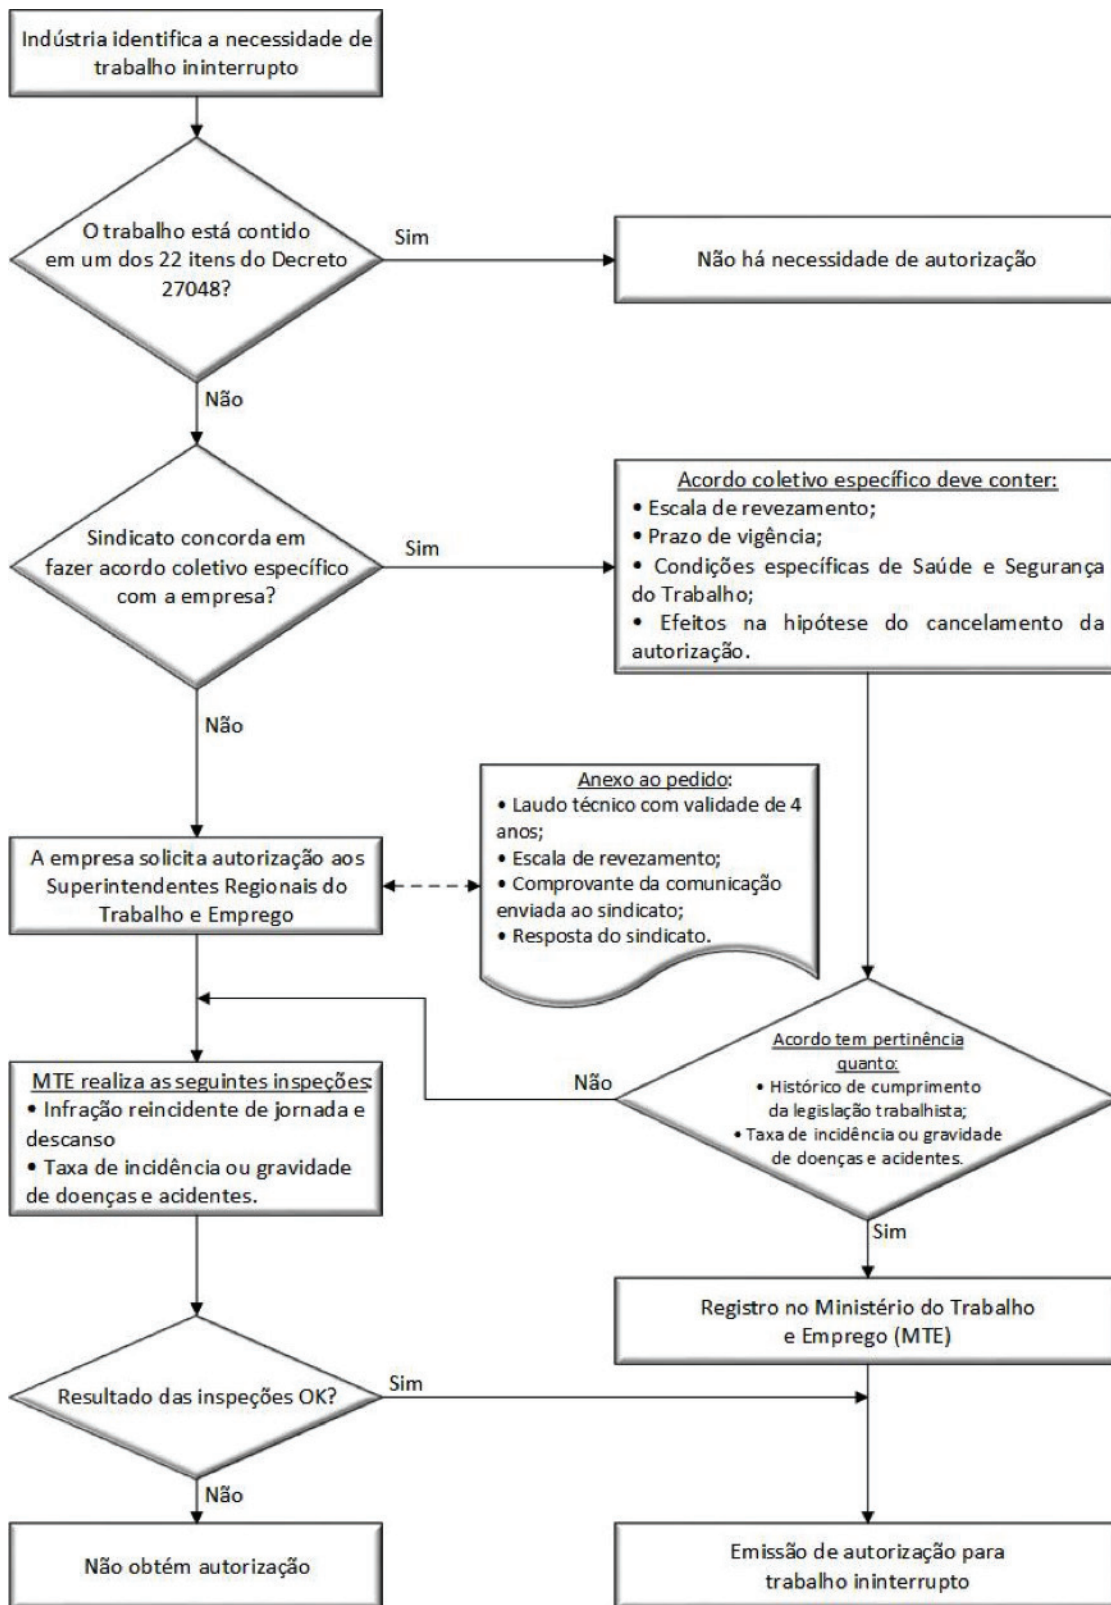 Indústria identifica a necessidade de
trabalho ininterrupto
O trabalho está contido
em um dos 22 itens do Decreto
27048?
Sim
Não há necessidade de autorização
Não
Sindicato concorda em
fazer acordo coletivo específico
com a empresa?
Sim
Acordo coletivo específico deve conter:
• Escala de revezamento;
• Prazo de vigência;
• Condições específicas de Saúde e Segurança
do Trabalho;
• Efeitos na hipótese do cancelamento da
autorização.
Não
A empresa solicita autorização aos
Superintendentes Regionais do
Trabalho e Emprego
Anexo ao pedido:
• Laudo técnico com validade de 4
anos;
• Escala de revezamento;
• Comprovante da comunicação
enviada ao sindicato;
• Resposta do sindicato.
Acordo tem pertinência
quanto:
• Histórico de cumprimento
da legislação trabalhista;
• Taxa de incidência ou gravidade
de doenças e acidentes.
Não
MTE realiza as seguintes inspeções:
• Infração reincidente de jornada e
descanso
• Taxa de incidência ou gravidade
de doenças e acidentes.
Sim
Registro no Ministério do Trabalho
e Emprego (MTE)
Resultado das inspeções OK?
Sim
Não
Não obtém autorização
Emissão de autorização para
trabalho ininterrupto